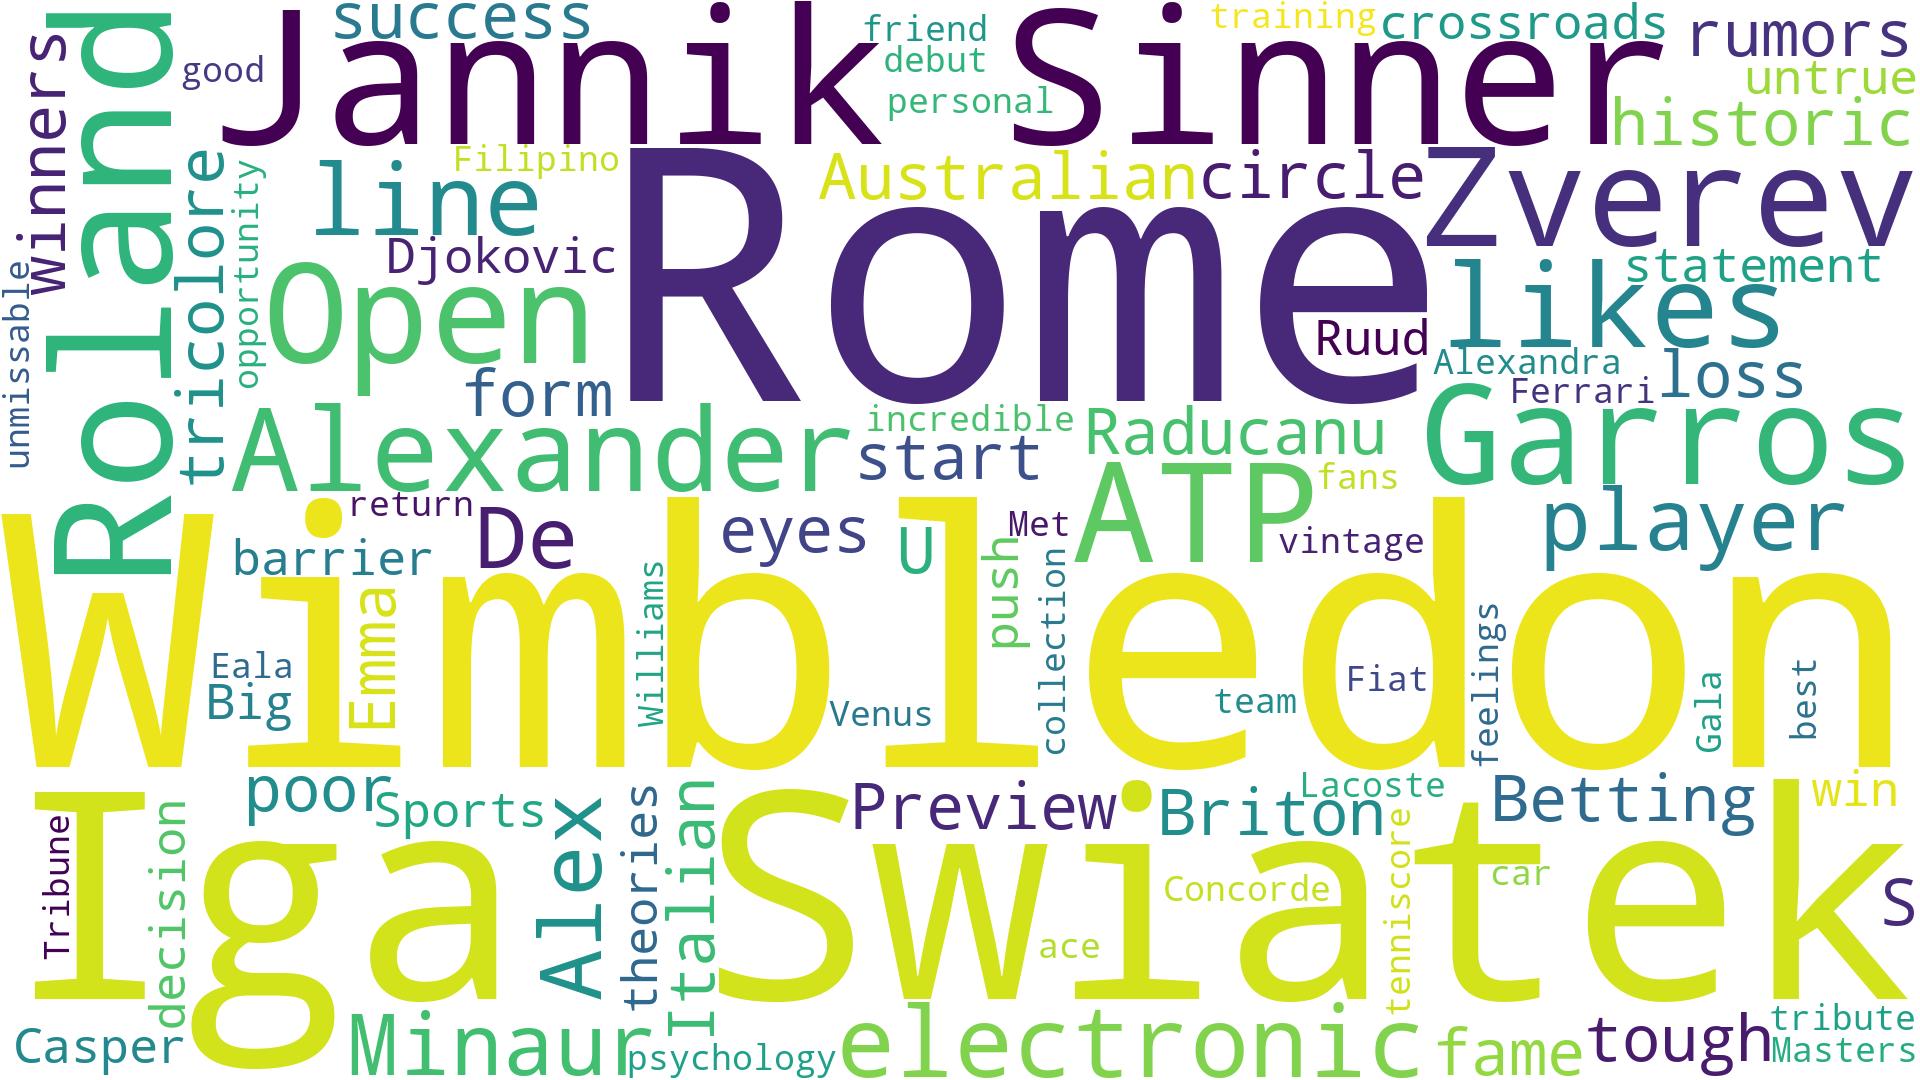 success
Jannik Sinner
friend
debut
personal
training
crossroads
rumors
untrue
historic
good
Winners
Roland
tricolore
opportunity
unmissable
Filipino
line
Djokovic
Open
form
Rome
Australian
circle
Zverev
likes
statement
Ruud
Alexandra
Ferrari
loss
Garros
Alexander
incredible
start
Raducanu
ATP
fans
return
De
eyes
U
Met
push
vintage
player
barrier
Wimbledon
Eala
Big
Emma
Williams
Venus
collection
team
Fiat
feelings
Gala
best
poor
Sports
Iga Swiatek
Tribune
decision
Alex
theories
Italian
Preview
Briton
Lacoste
Betting
win
Concorde
ace
tenniscore
car
S
Casper
Minaur
psychology
electronic
fame
tough
tribute
Masters